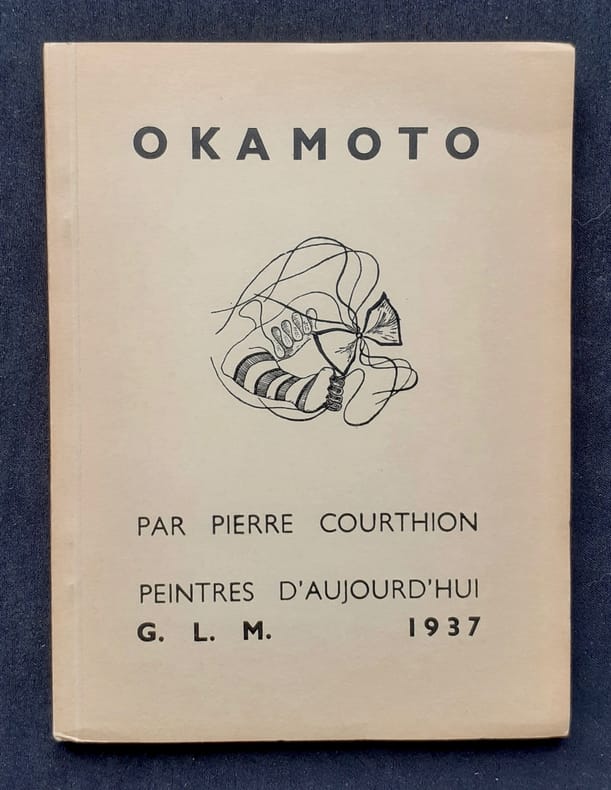 OKAMOTO
PAR PIERRE COURTHION
PEINTRES D'AUJOURD'HUI
G. L. M. 1937